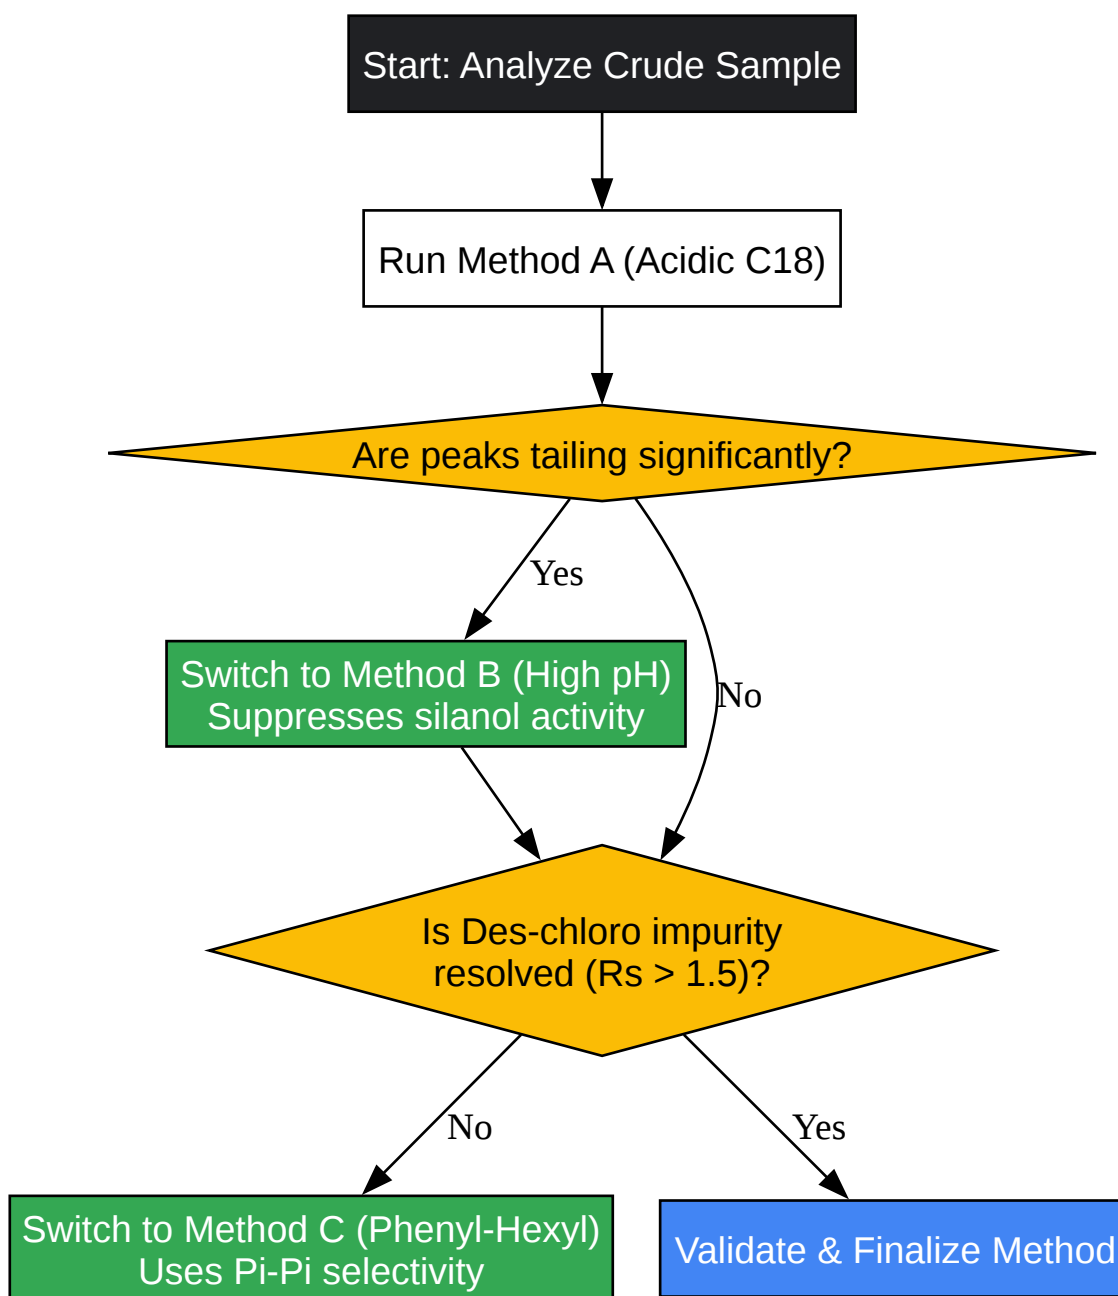 Start: Analyze Crude Sample
Run Method A (Acidic C18)
Are peaks tailing significantly?
Yes
Switch to Method B (High pH)
Suppresses silanol activity
No
Is Des-chloro impurity
resolved (Rs > 1.5)?
No
Yes
Switch to Method C (Phenyl-Hexyl)
Uses Pi-Pi selectivity
Validate & Finalize Method